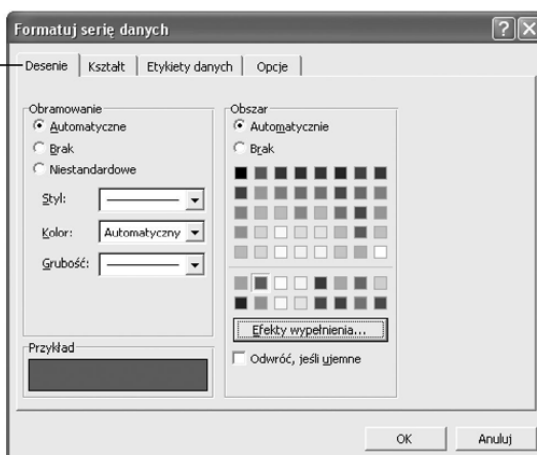 Formatuj serię danych
Desenie Kształt Etykiety danych Opcje
Obramowanie
Automatyczne
Brak
Niestandardowe
Styl:
Kolor: Automatyczny
Grubość:
Przykład
Obszar
Automatycznie
Brak
Efekty wypełnienia...
Odwróć, jeśli ujemne
OK Anuluj